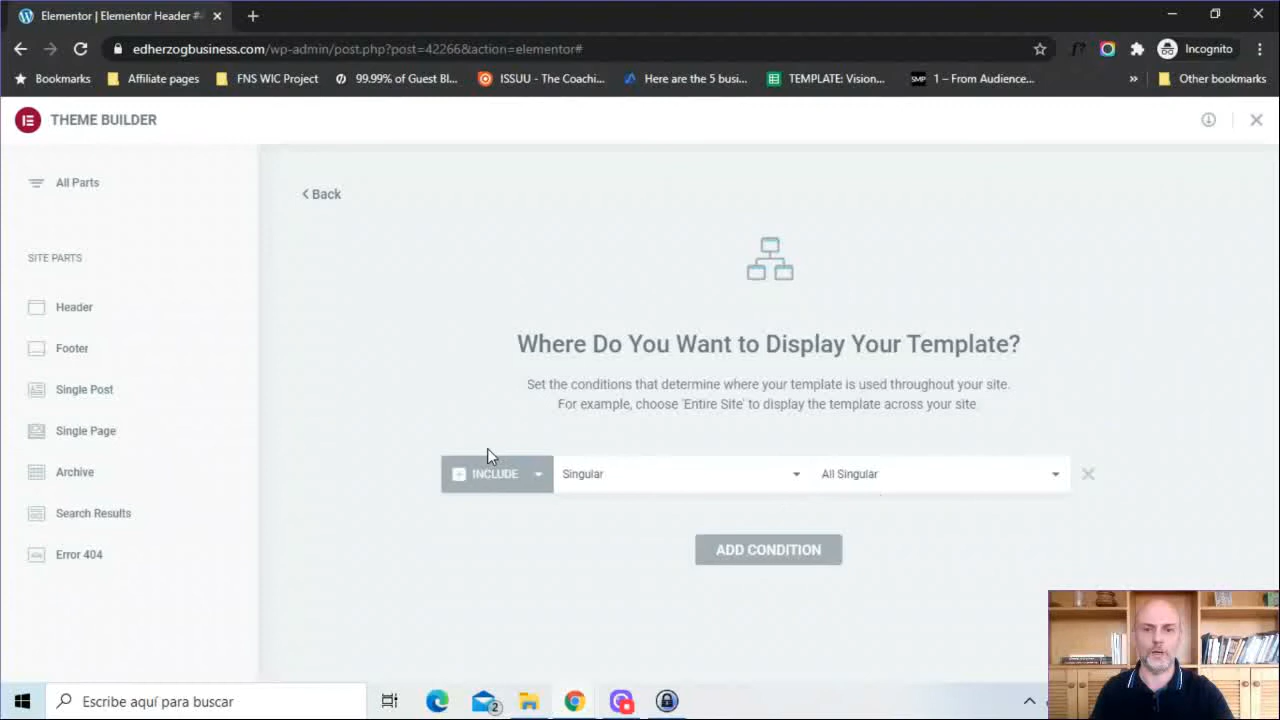 Elementor | Elementor Header #
edherzogbusiness.com/wp-admin/post.php?post=42266&action=elementor#
f?
Incognito
Bookmarks
Affiliate pages
FNS WIC Project
99.99% of Guest Bl...
ISSUU - The Coachi...
Here are the 5 busi...
TEMPLATE: Vision...
SMP
1 – From Audience...
»
Other bookmarks
THEME BUILDER
All Parts
SITE PARTS
Header
Footer
Single Post
Single Page
Archive
Search Results
Error 404
Back
Where Do You Want to Display Your Template?
Set the conditions that determine where your template is used throughout your site.
For example, choose 'Entire Site' to display the template across your site
INCLUDE
Singular
All Singular
ADD CONDITION
Escribe aquí para buscar
2